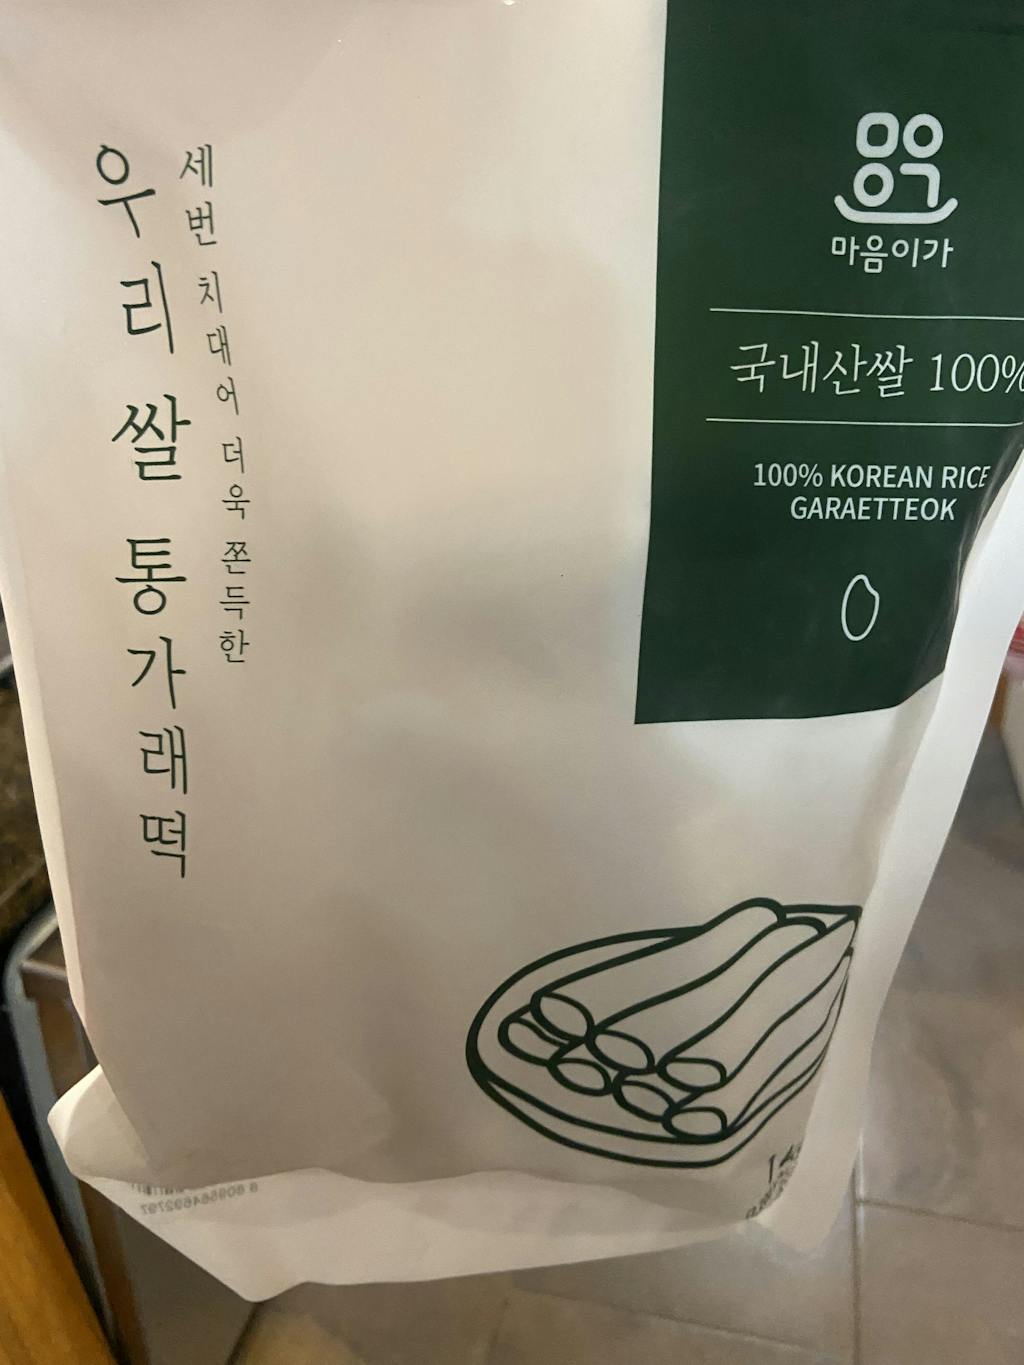 세번 치대어 더욱 쫀득한
우리쌀 통가래떡
마음이가
국내산쌀 100%
100% KOREAN RICE
GARAETTEOK